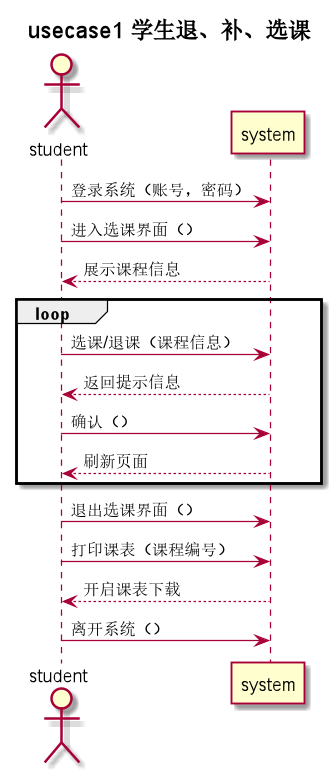 usecase1 学生退、补、选课
student
system
登录系统（账号，密码）
进入选课界面（）
展示课程信息
loop
选课/退课（课程信息）
返回提示信息
确认（）
刷新页面
退出选课界面（）
打印课表（课程编号）
开启课表下载
离开系统（）
student
system